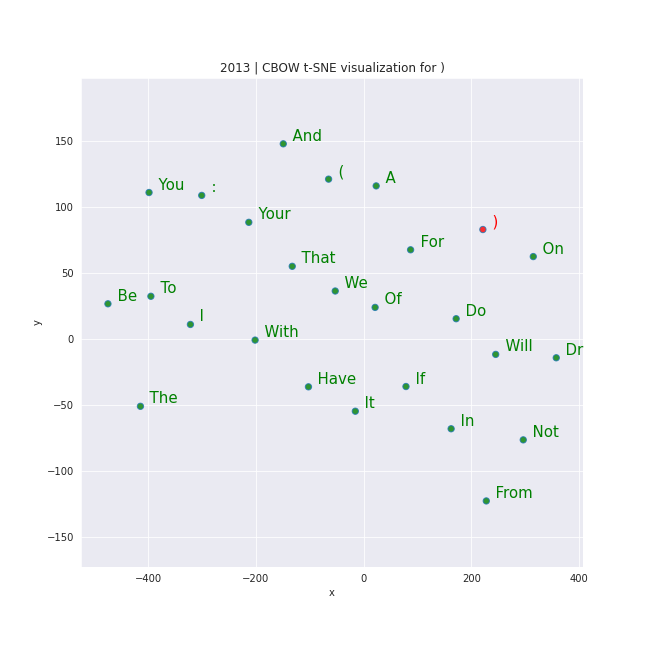 2013 | CBOW t-SNE visualization for )
And
(
A
You
:
Your
)
For
On
That
We
Be
To
Of
I
Do
With
Will
Dr
Have
If
The
It
In
Not
From
150
100
50
0
−50
−100
−150
−400
−200
0
200
400
x
y